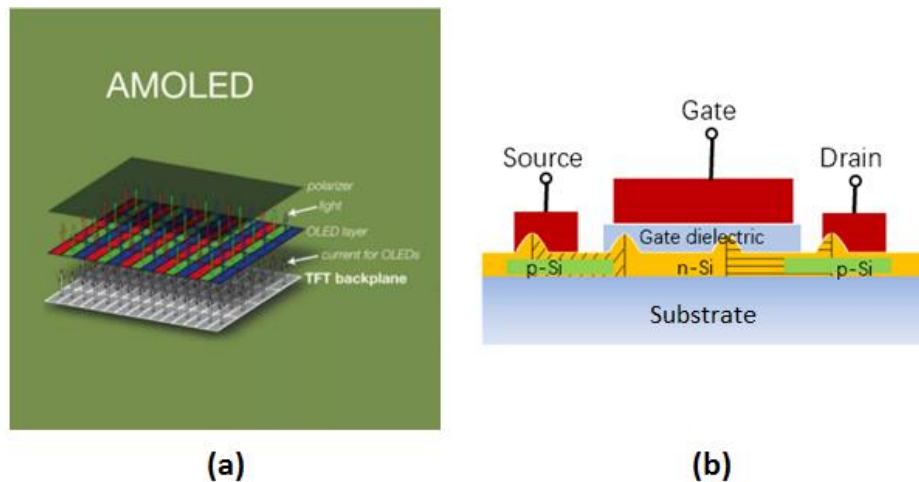 AMOLED
polarizer
light
OLED layer
current for OLEDs
TFT backplane
(a)
Gate
Source
Drain
Gate dielectric
p-Si
n-Si
p-Si
Substrate
(b)